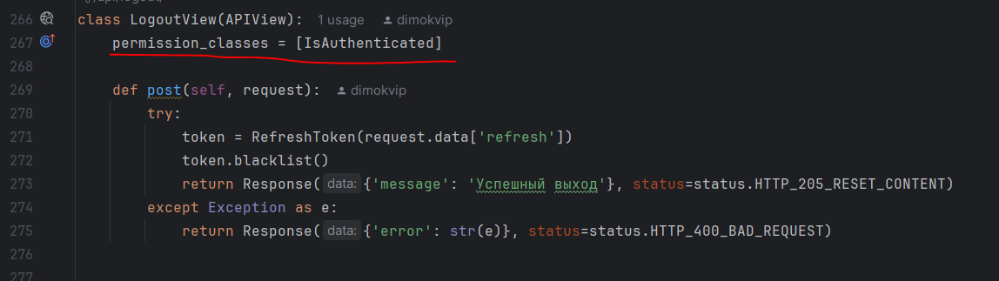 266 class LogoutView(APIView): 1 usage dimokvip
267 permission_classes = [IsAuthenticated]
268
269 def post(self, request): dimokvip
270 try:
271 token = RefreshToken(request.data['refresh'])
272 token.blacklist()
273 return Response( data: {'message': 'Успешный выход'}, status=status.HTTP_205_RESET_CONTENT)
274 except Exception as e:
275 return Response( data: {'error': str(e)}, status=status.HTTP_400_BAD_REQUEST)
276
277